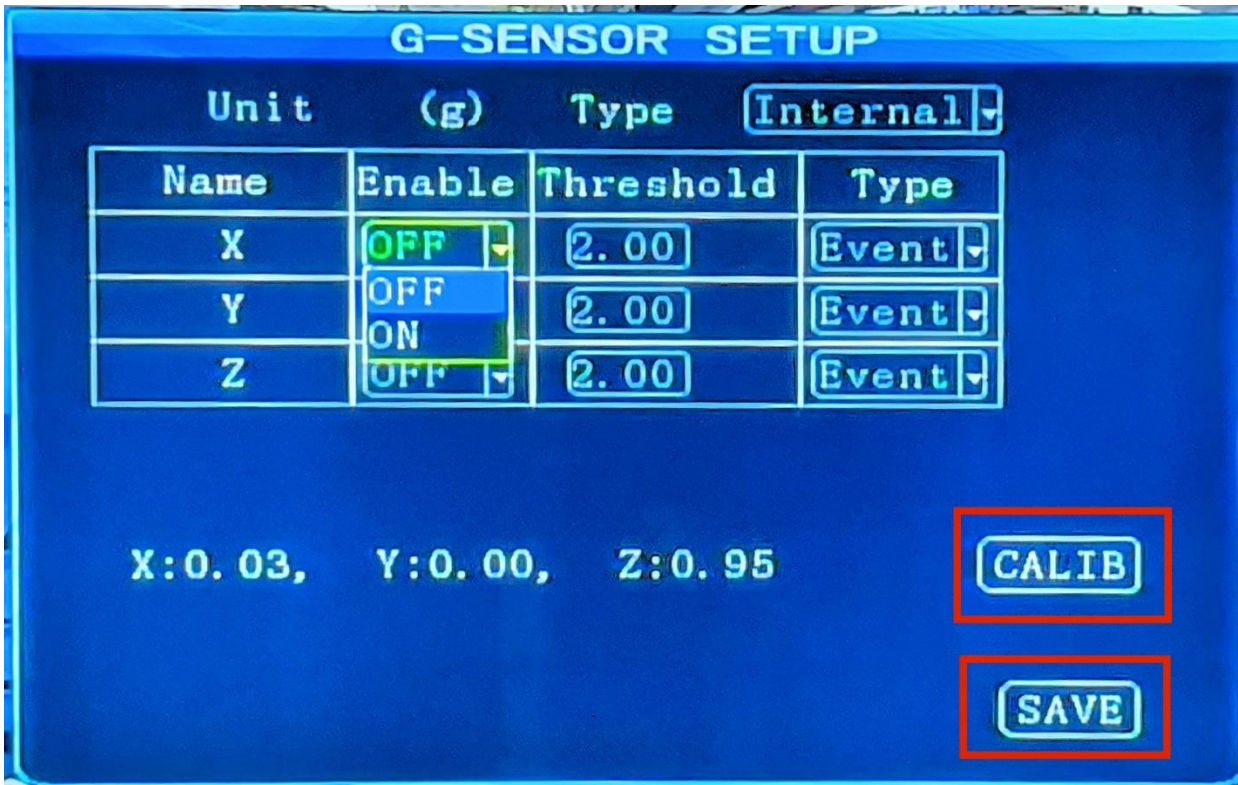 G-SENSOR SETUP
Unit (g) Type Internal
Name Enable Threshold Type
X OFF 2.00 Event
OFF
Y 2.00 Event
ON
Z OFF 2.00 Event
X:0.03, Y:0.00, Z:0.95 CALIB
SAVE